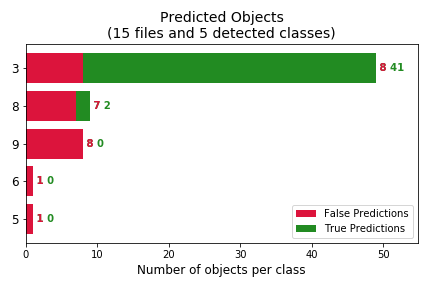 Predicted Objects
(15 files and 5 detected classes)
3
8 41
8
7 2
9
8 0
6
1 0
5
1 0
False Predictions
True Predictions
0 10 20 30 40 50
Number of objects per class